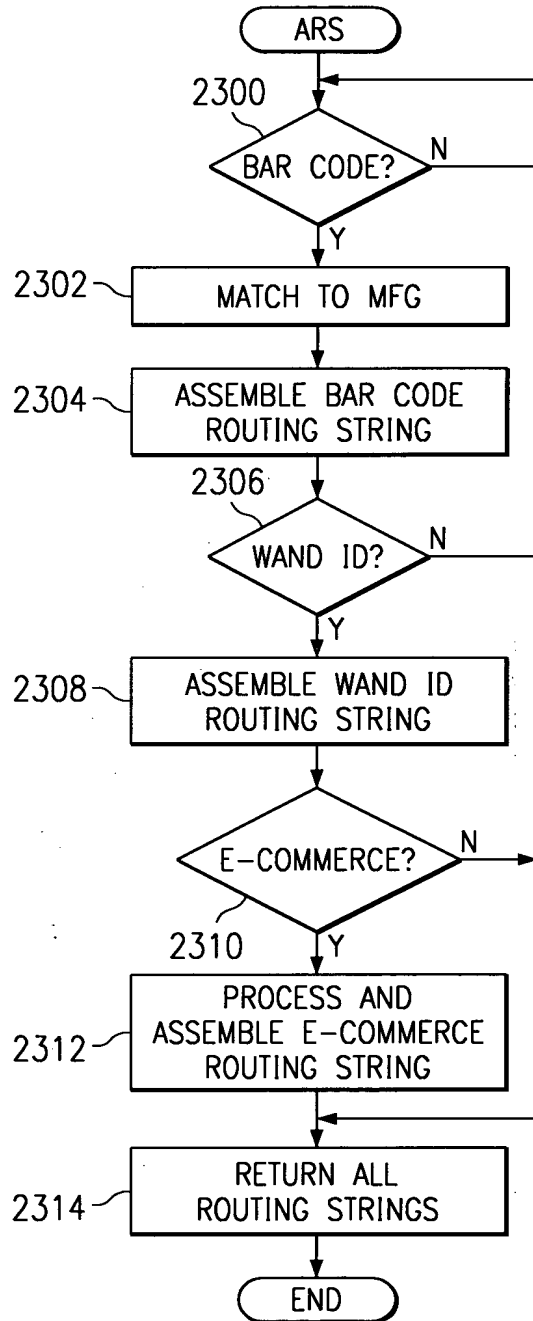 ARS
2300
BAR CODE?
N
Y
2302
MATCH TO MFG
2304
ASSEMBLE BAR CODE
ROUTING STRING
2306
WAND ID?
N
Y
2308
ASSEMBLE WAND ID
ROUTING STRING
E-COMMERCE?
N
2310
Y
2312
PROCESS AND
ASSEMBLE E-COMMERCE
ROUTING STRING
2314
RETURN ALL
ROUTING STRINGS
END